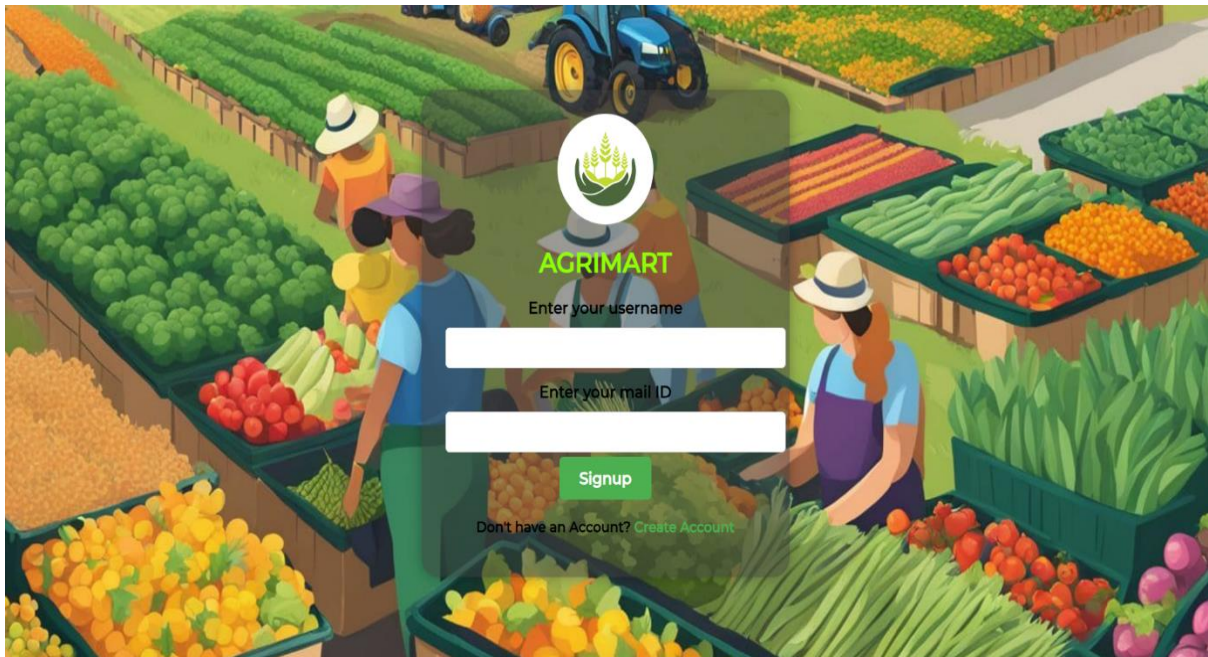 AGRIMART
Enter your username
Enter your mail ID
Signup
Don't have an Account? Create Account